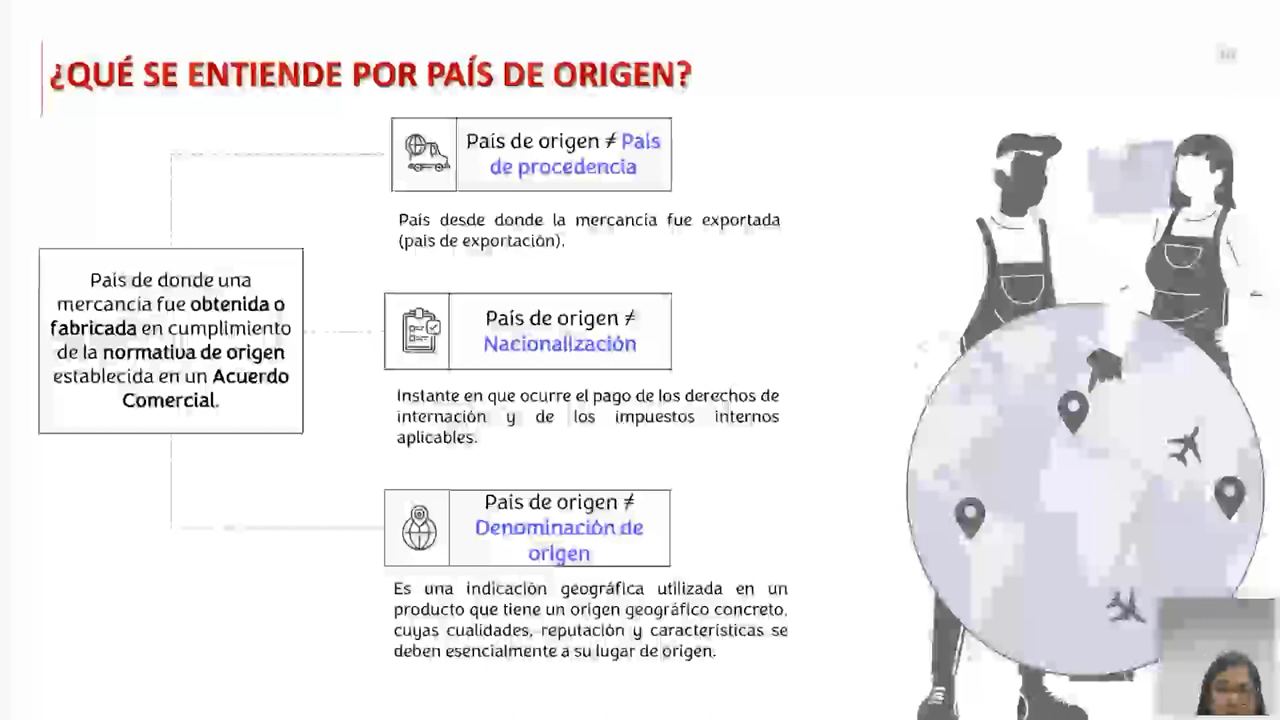 ¿QUÉ SE ENTIENDE POR PAÍS DE ORIGEN?
País de origen ≠ País
de procedencia
País desde donde la mercancía fue exportada
(país de exportación).
País de donde una
mercancía fue obtenida o
fabricada en cumplimiento
de la normativa de origen
establecida en un Acuerdo
Comercial.
País de origen ≠
Nacionalización
Instante en que ocurre el pago de los derechos de
internación y de los impuestos internos
aplicables.
País de origen ≠
Denominación de
origen
Es una indicación geográfica utilizada en un
producto que tiene un origen geográfico concreto,
cuyas cualidades, reputación y características se
deben esencialmente a su lugar de origen.